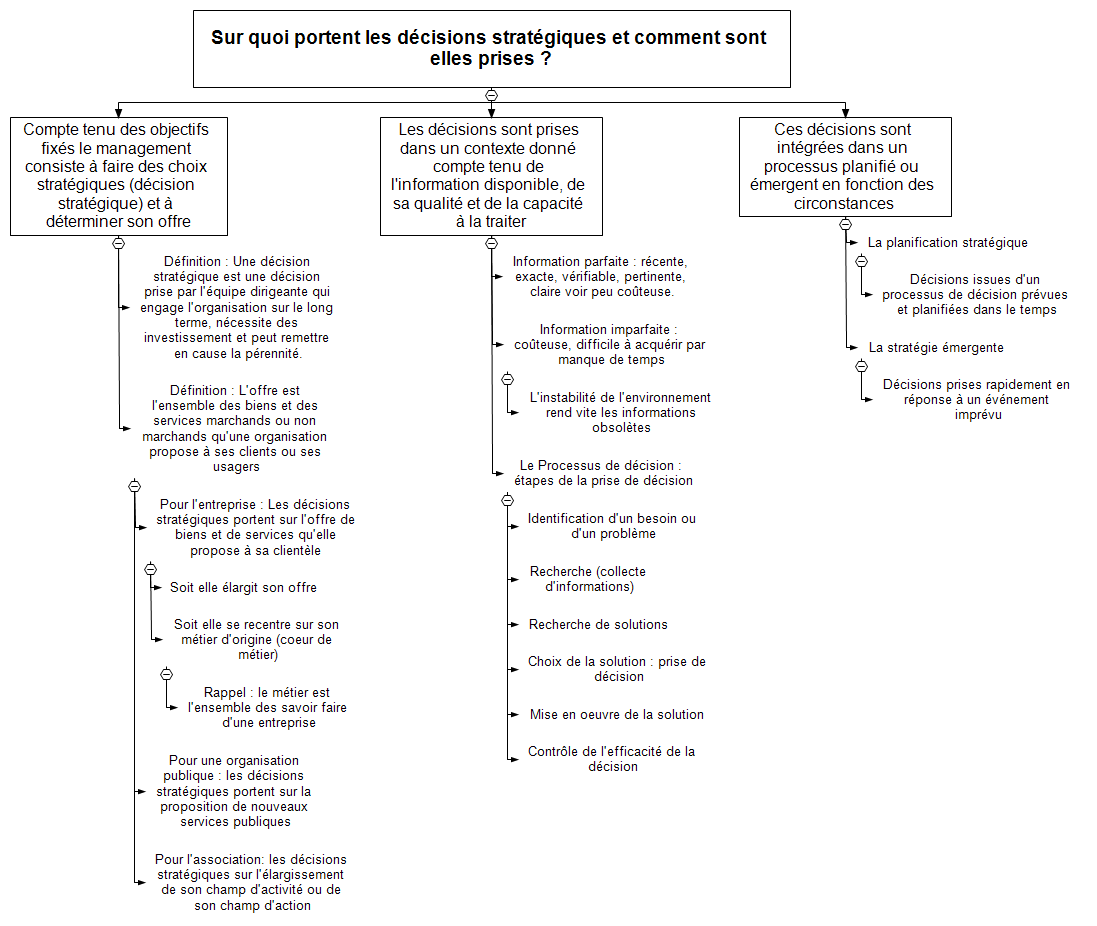 Sur quoi portent les décisions stratégiques et comment sont
elles prises ?
Compte tenu des objectifs
fixés le management
consiste à faire des choix
stratégiques (décision
stratégique) et à
déterminer son offre
Définition : Une décision
stratégique est une décision
prise par l'équipe dirigeante qui
engage l'organisation sur le long
terme, nécessite des
investissement et peut remettre
en cause la pérennité.
Définition : L'offre est
l'ensemble des biens et des
services marchands ou non
marchands qu'une organisation
propose à ses clients ou ses
usagers
Pour l'entreprise : Les décisions
stratégiques portent sur l'offre de
biens et de services qu'elle
propose à sa clientèle
Soit elle élargit son offre
Soit elle se recentre sur son
métier d'origine (coeur de
métier)
Rappel : le métier est
l'ensemble des savoir faire
d'une entreprise
Pour une organisation
publique : les décisions
stratégiques portent sur la
proposition de nouveaux
services publiques
Pour l'association: les décisions
stratégiques sur l'élargissement
de son champ d'activité ou de
son champ d'action
Les décisions sont prises
dans un contexte donné
compte tenu de
l'information disponible, de
sa qualité et de la capacité
à la traiter
Information parfaite : récente,
exacte, vérifiable, pertinente,
claire voir peu coûteuse.
Information imparfaite :
coûteuse, difficile à acquérir par
manque de temps
L'instabilité de l'environnement
rend vite les informations
obsolètes
Le Processus de décision :
étapes de la prise de décision
Identification d'un besoin ou
d'un problème
Recherche (collecte
d'informations)
Recherche de solutions
Choix de la solution : prise de
décision
Mise en oeuvre de la solution
Contrôle de l'efficacité de la
décision
Ces décisions sont
intégrées dans un
processus planifié ou
émergent en fonction des
circonstances
La planification stratégique
Décisions issues d'un
processus de décision prévues
et planifiées dans le temps
La stratégie émergente
Décisions prises rapidement en
réponse à un événement
imprévu